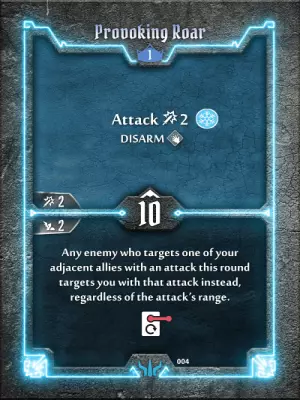 Provoking Roar
1
Attack 2
DISARM
2
10
2
Any enemy who targets one of your
adjacent allies with an attack this round
targets you with that attack instead,
regardless of the attack's range.
004